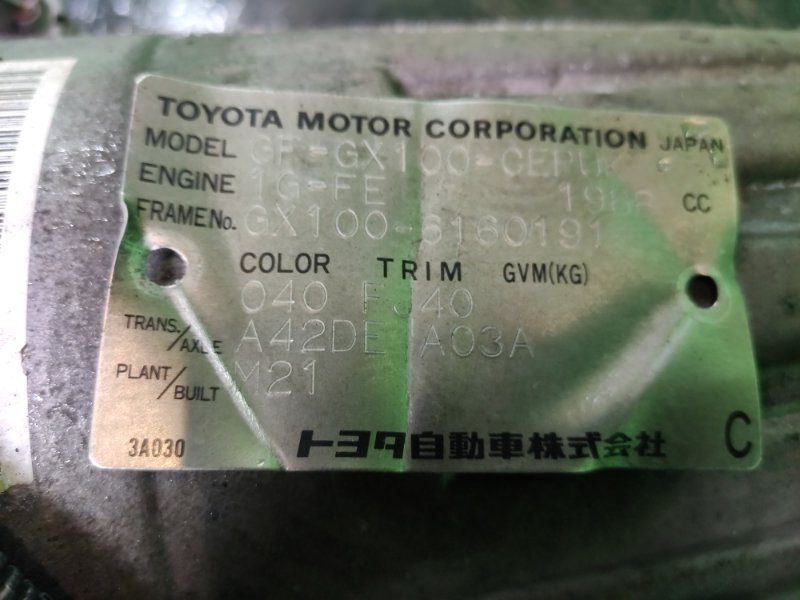 TOYOTA MOTOR CORPORATION JAPAN
MODEL GF-GX100-
ENGINE 1G-FE 1988 CC
FRAME No. GX100-6160191
COLOR TRIM GVM(KG)
040 FJ40
TRANS./AXLE A42DE A03A
PLANT/BUILT M21
3A030 トヨタ自動車株式会社 C